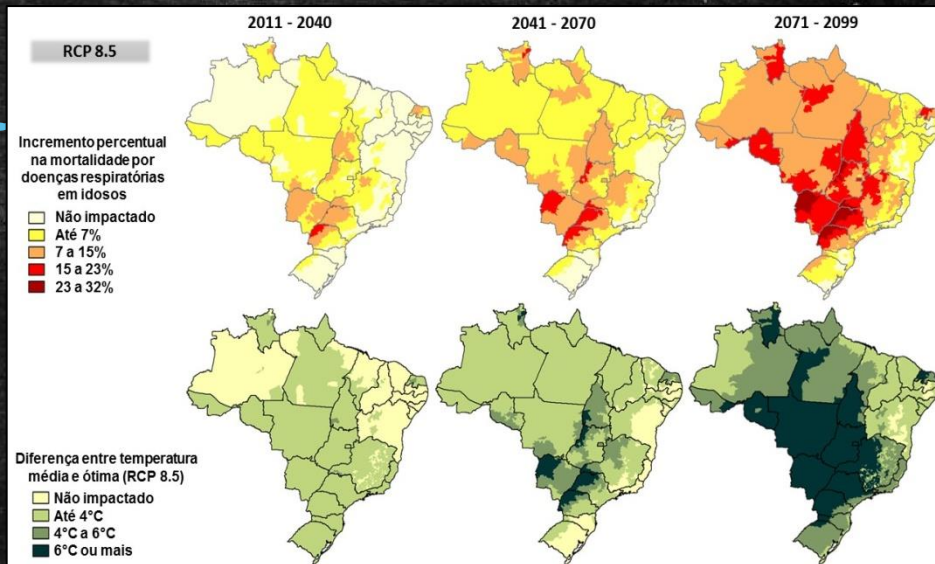 2011 - 2040
2041 - 2070
2071 - 2099
RCP 8.5
Incremento percentual
na mortalidade por
doenças respiratórias
em idosos
Não impactado
Até 7%
7 a 15%
15 a 23%
23 a 32%
Diferença entre temperatura
média e ótima (RCP 8.5)
Não impactado
Até 4°C
4°C a 6°C
6°C ou mais